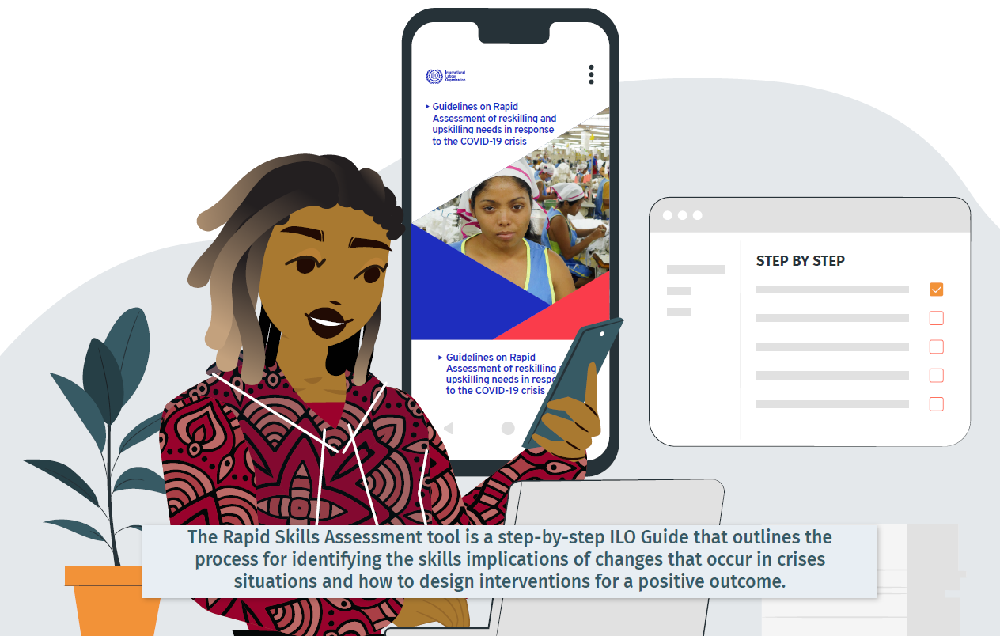 International
Labour
Organization
Guidelines on Rapid
Assessment of reskilling and
upskilling needs in response
to the COVID-19 crisis
STEP BY STEP
Guidelines on Rapid
Assessment of reskilling
upskilling needs in
to the COVID-19 crisis
The Rapid Skills Assessment tool is a step-by-step ILO Guide that outlines the
process for identifying the skills implications of changes that occur in crises
situations and how to design interventions for a positive outcome.